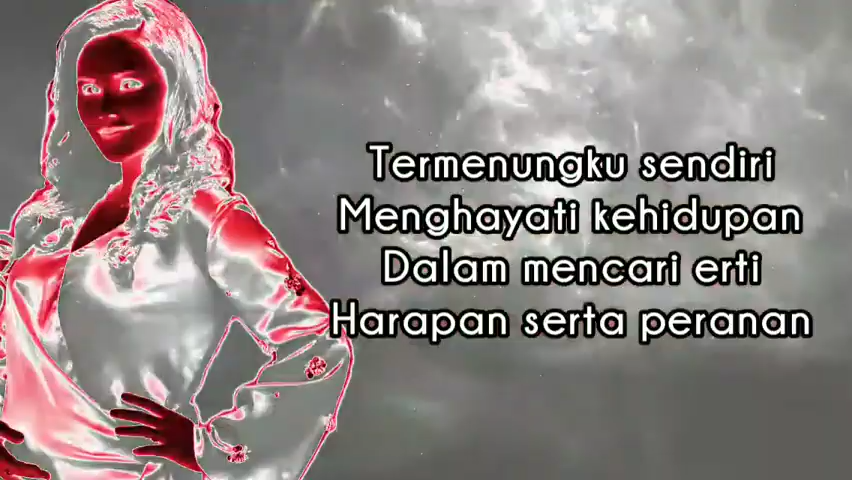 Termenungku sendiri
Menghayati kehidupan
Dalam mencari erti
Harapan serta peranan